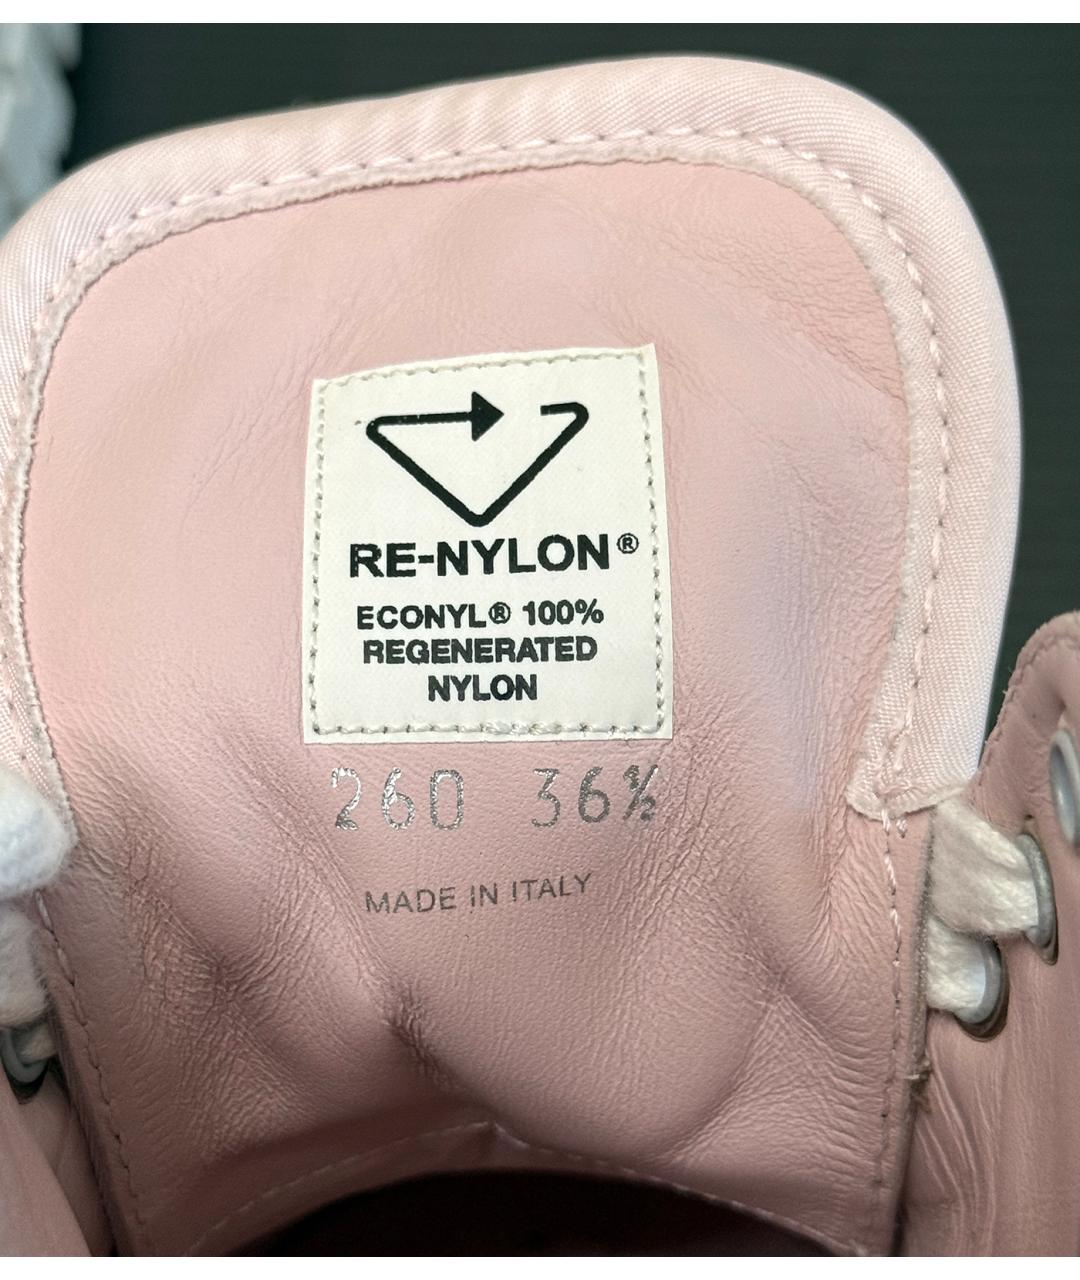 RE-NYLON®
ECONYL® 100%
REGENERATED
NYLON
260 36½
MADE IN ITALY